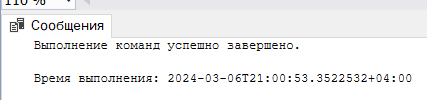 110 %
Сообщения
Выполнение команд успешно завершено.
Время выполнения: 2024-03-06T21:00:53.3522532+04:00